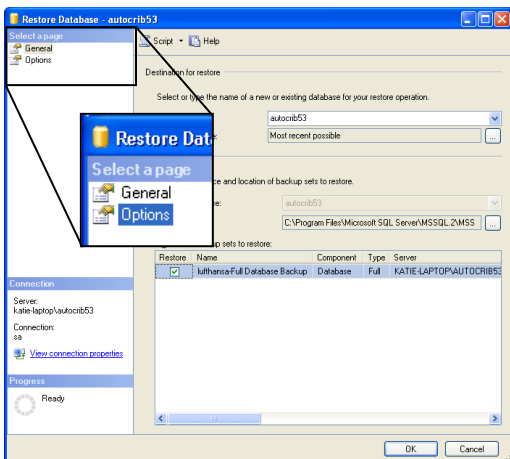 Restore Database - autocrib53
Select a page
General
Options
Script Help
Destination for restore
Select or type the name of a new or existing database for your restore operation.
autocrib53
Most recent possible
...
Restore Dat
Select a page
General
Options
ce and location of backup sets to restore.
autocrib53
C:\Program Files\Microsoft SQL Server\MSSQL.2\MSS
...
up sets to restore:
Restore Name Component Type Server
lufthansa-Full Database Backup Database Full KATIE-LAPTOP\AUTOCRIB53
Connection
Server:
katie-laptop\autocrib53
Connection:
sa
View connection properties
Progress
Ready
OK Cancel